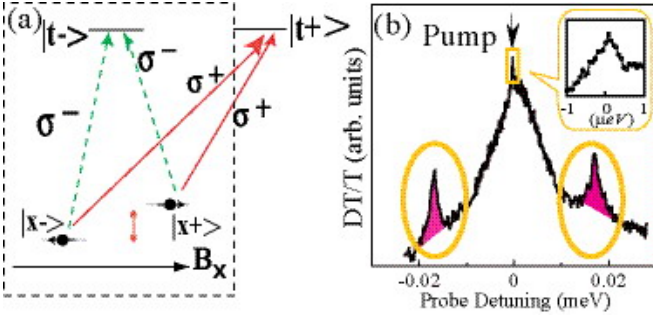 (a)
|t->
|t+>
σ⁻
σ⁺
σ⁻
σ⁺
|x->
|x+>
Bₓ
(b)
Pump
DT/T (arb. units)
-1 0 1
(μeV)
-0.02 0 0.02
Probe Detuning (meV)